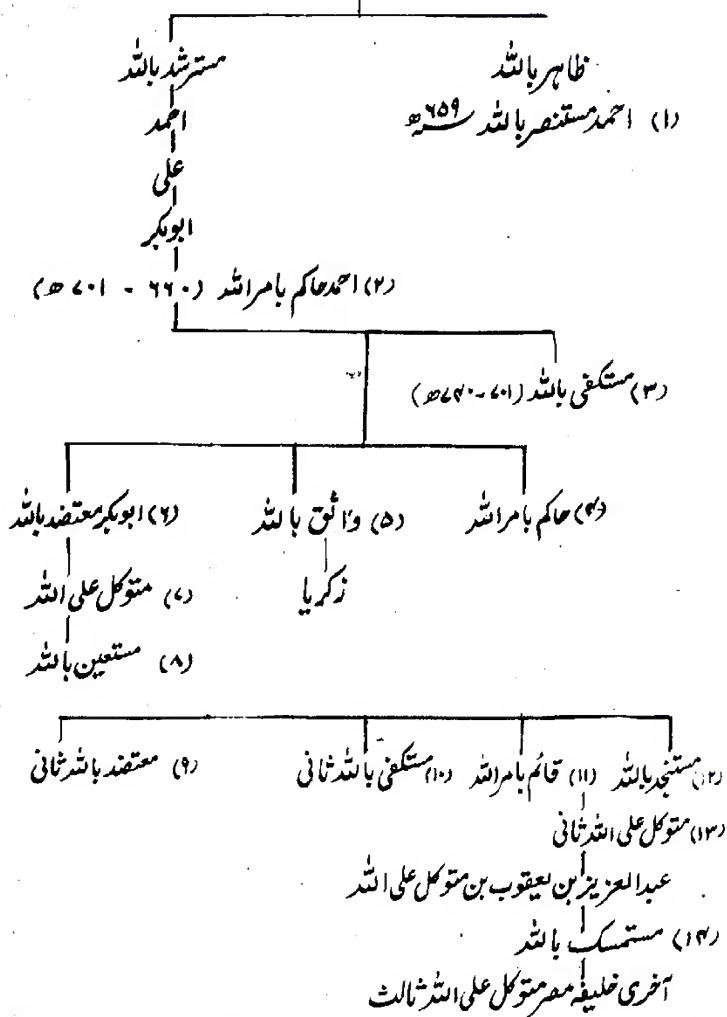 ظاہر باللہ مسترشد باللہ
(۱) احمد مستنصر باللہ ۶۵۹ھ احمد
علی
ابوبکر
(۲) احمد حاکم بامر اللہ (۶۶۰ - ۷۰۱ھ)
(۳) مستکفی باللہ (۷۰۱-۷۴۰ھ)
(۴) حاکم بامر اللہ (۵) واثق باللہ (۶) ابوبکر معتضد باللہ
زکریا (۷) متوکل علی اللہ
(۸) مستعین باللہ
(۱۲) مستنجد باللہ (۱۱) قائم بامر اللہ (۱۰) مستکفی باللہ ثانی (۹) معتضد باللہ ثانی
(۱۳) متوکل علی اللہ ثانی
عبدالعزیز بن یعقوب بن متوکل علی اللہ
(۱۴) مستمسک باللہ
آخری خلیفہ مصر متوکل علی اللہ ثالث